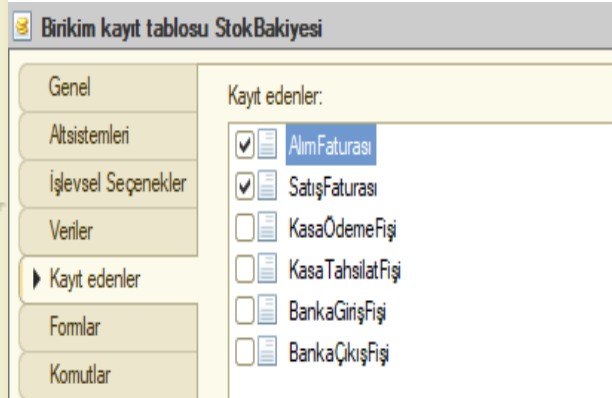 Birikim kayıt tablosu StokBakiyesi
Genel
Altsistemleri
İşlevsel Seçenekler
Veriler
Kayıt edenler
Formlar
Komutlar
Kayıt edenler:
AlımFaturası
SatışFaturası
KasaÖdemeFişi
KasaTahsilatFişi
BankaGirişFişi
BankaÇıkışFişi